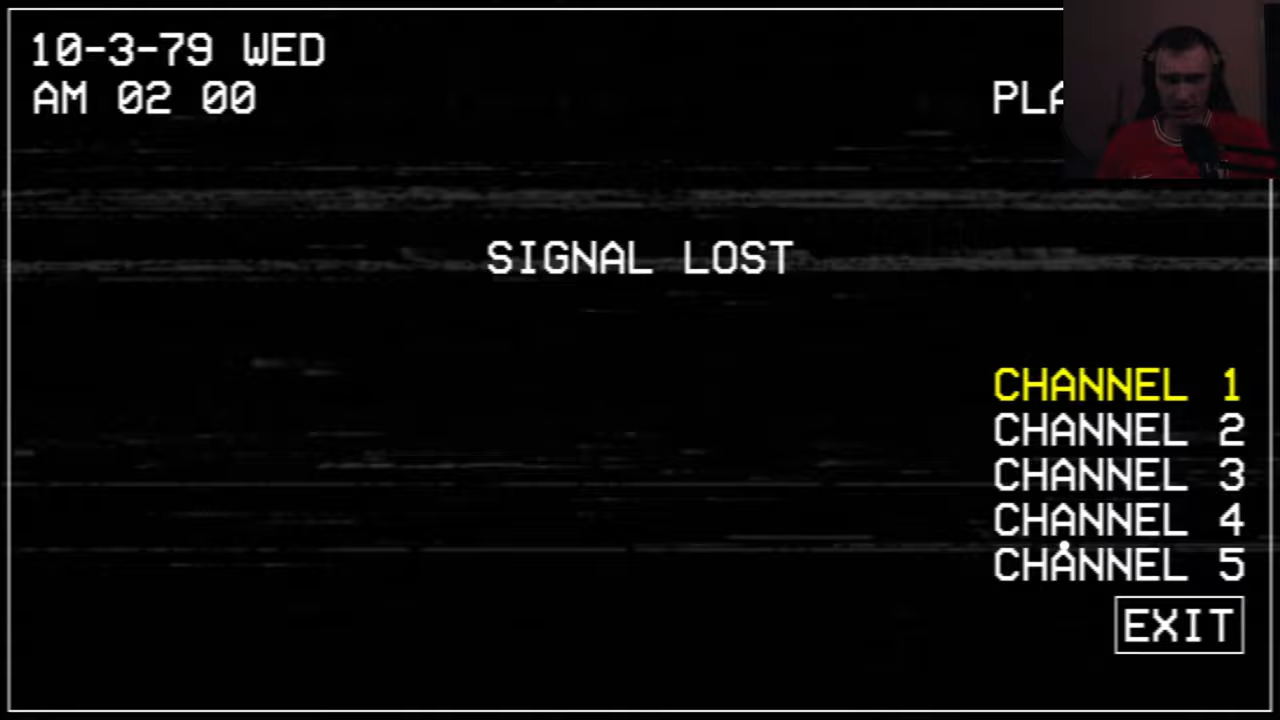 10-3-79 WED
AM 02 00
SIGNAL LOST
CHANNEL 1
CHANNEL 2
CHANNEL 3
CHANNEL 4
CHANNEL 5
EXIT